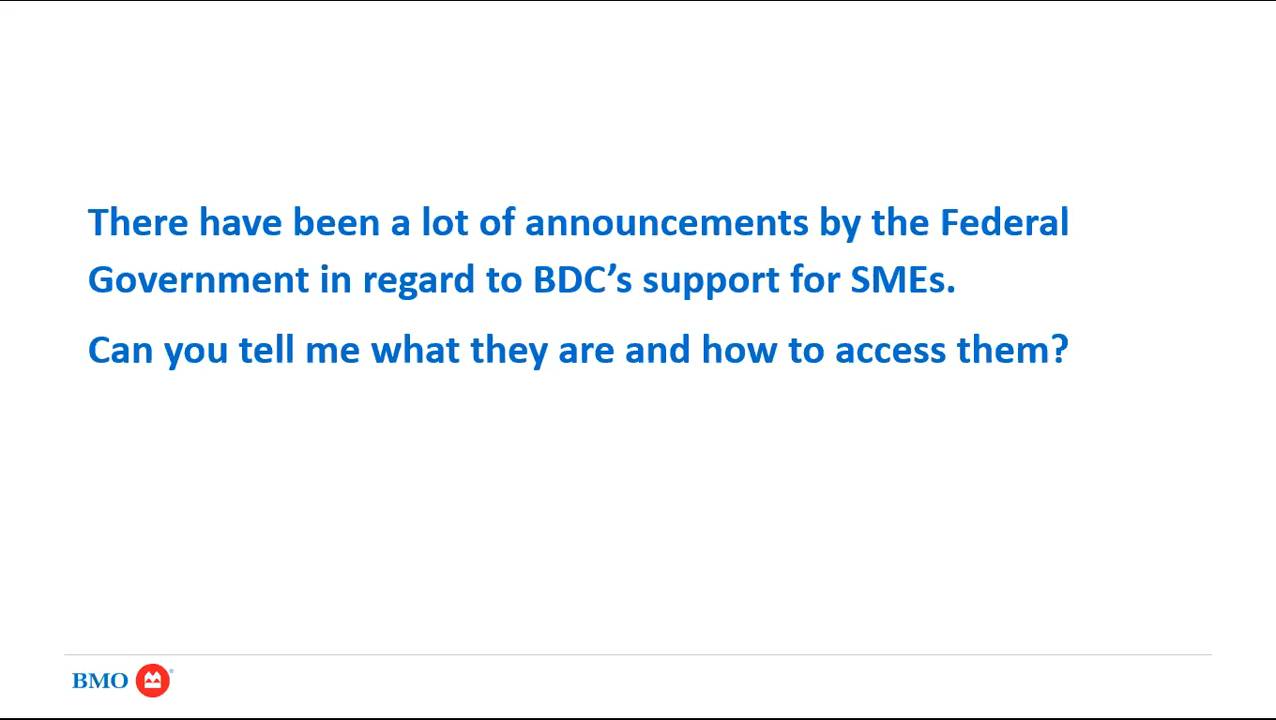 There have been a lot of announcements by the Federal
Government in regard to BDC’s support for SMEs.
Can you tell me what they are and how to access them?
BMO